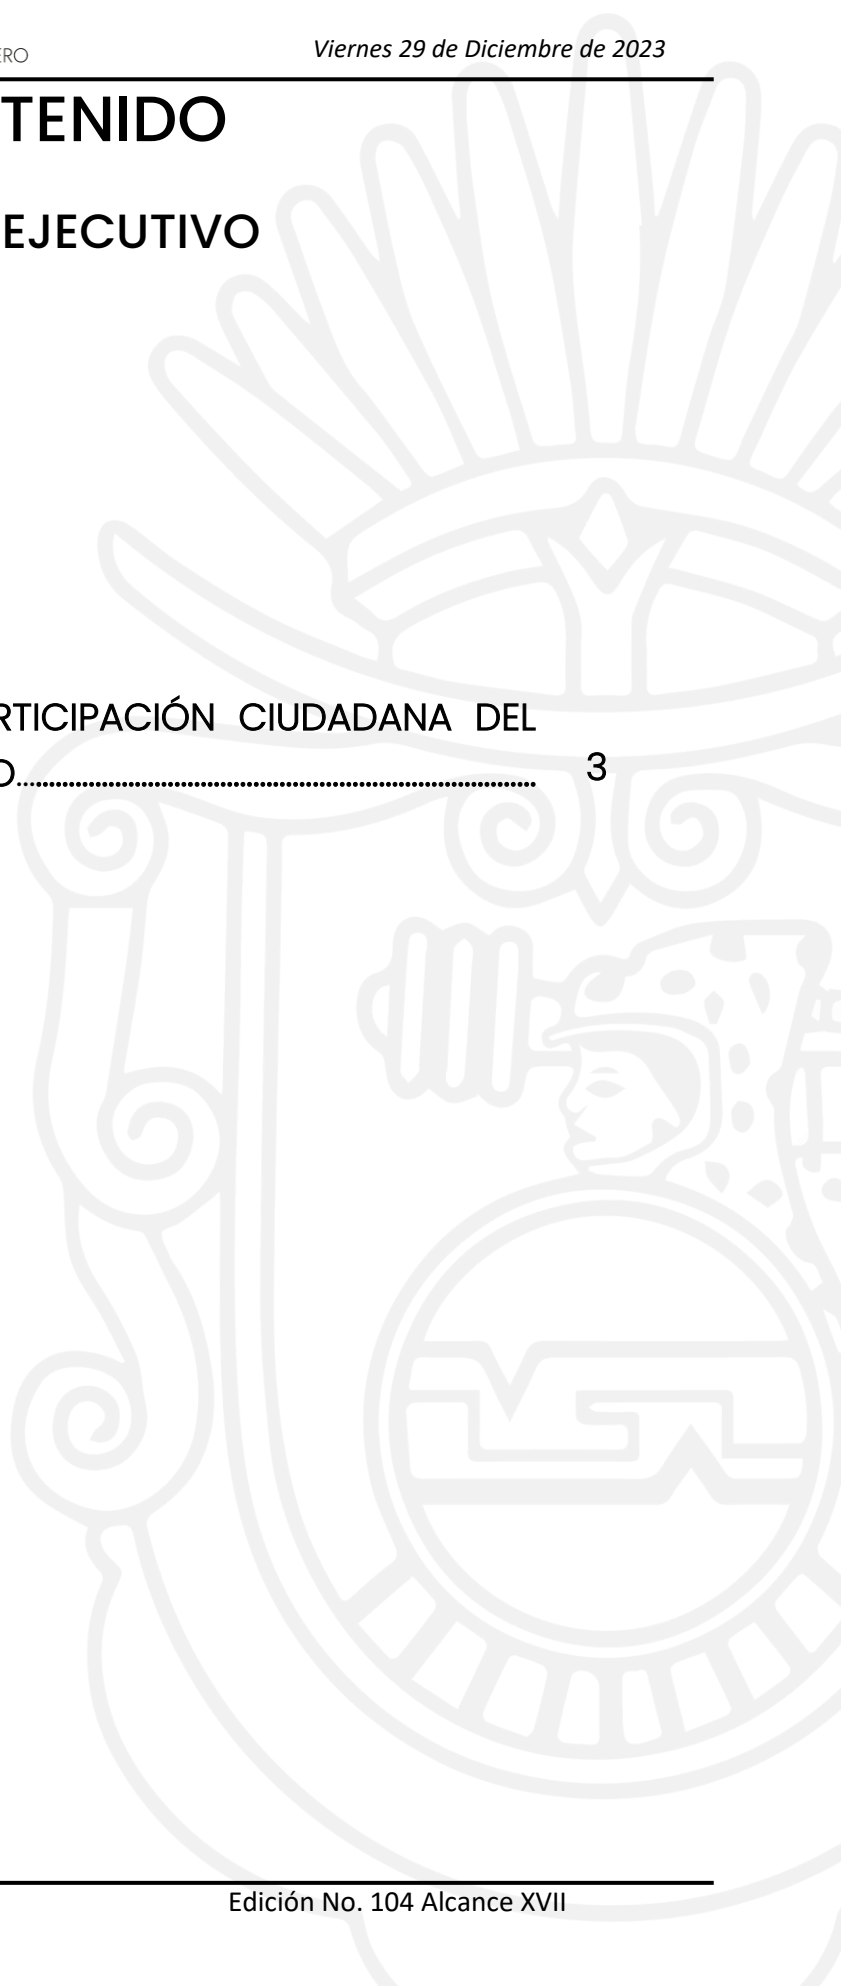 ERO
Viernes 29 de Diciembre de 2023
TENIDO
EJECUTIVO
RTICIPACIÓN CIUDADANA DEL
O................................................................................ 3
Edición No. 104 Alcance XVII